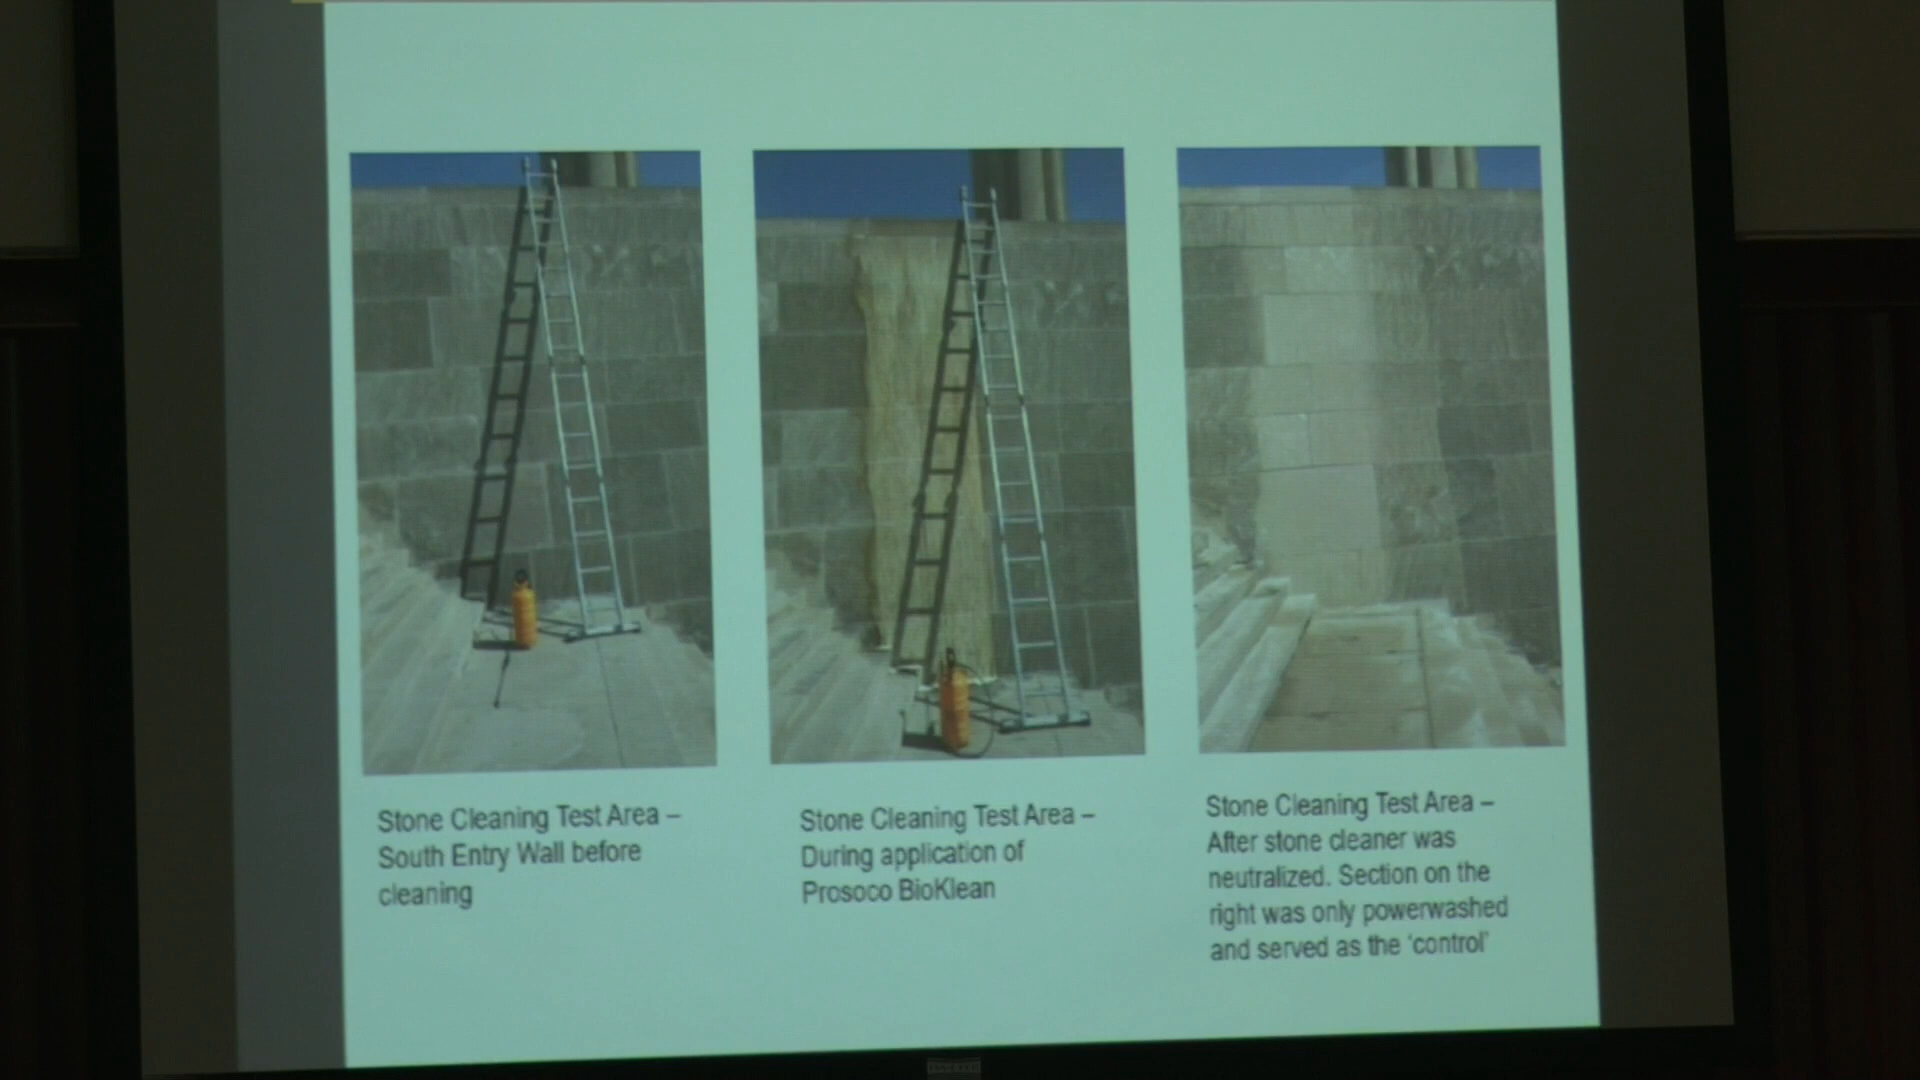 Stone Cleaning Test Area –
South Entry Wall before
cleaning
Stone Cleaning Test Area –
During application of
Prosoco BioKlean
Stone Cleaning Test Area –
After stone cleaner was
neutralized. Section on the
right was only powerwashed
and served as the ‘control’